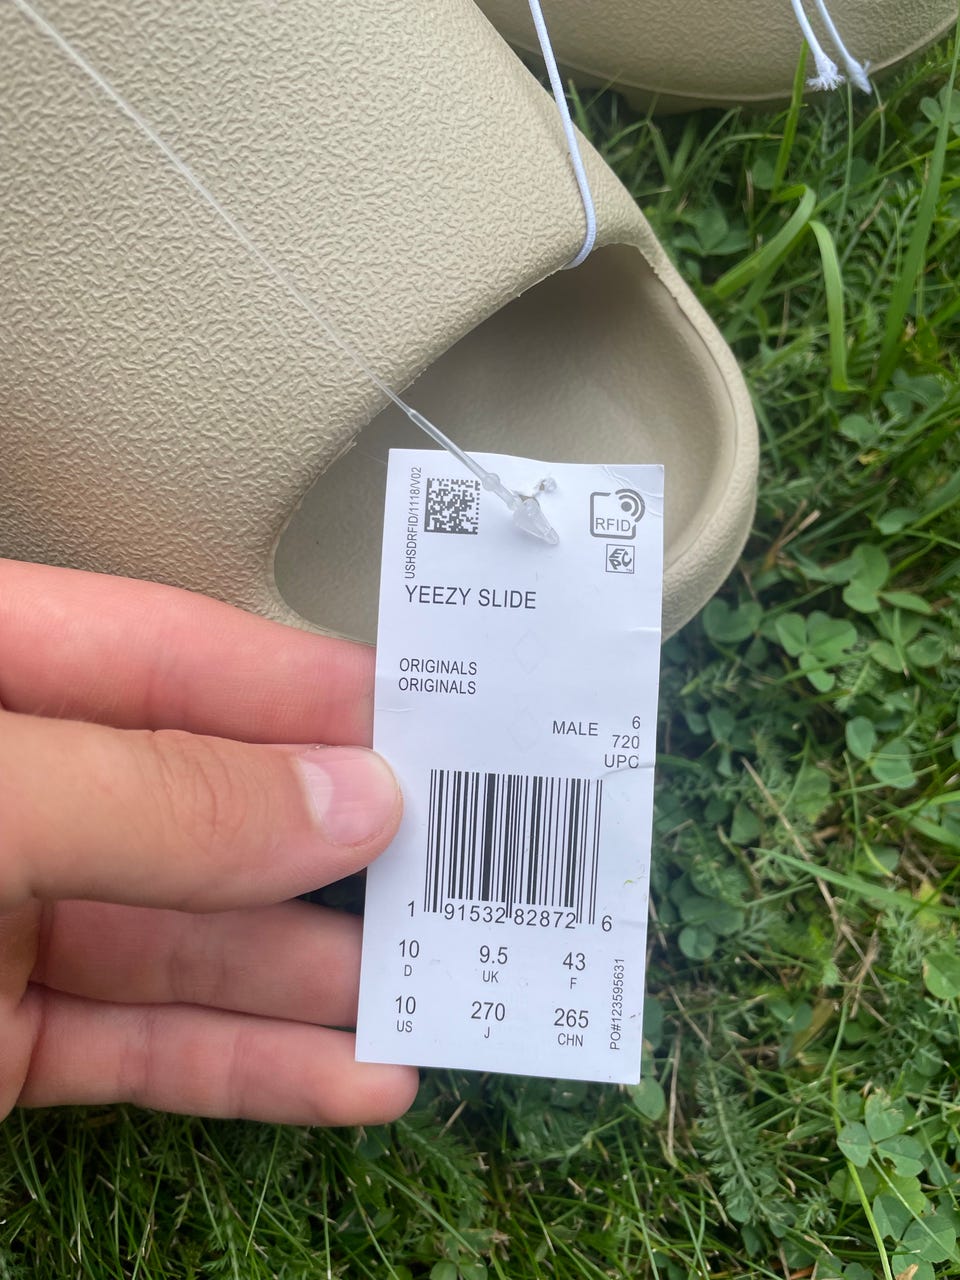 USHSDRFID/1118/V02
RFID
EPC
YEEZY SLIDE
ORIGINALS
ORIGINALS
MALE 6
720
UPC
1 91532 82872 6
10 9.5 43
D UK F
10 270 265
US J CHN
PO#123595631